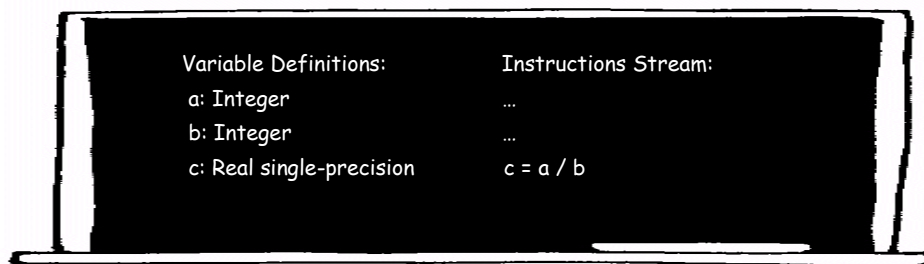 Variable Definitions: Instructions Stream:
a: Integer ...
b: Integer ...
c: Real single-precision c = a / b